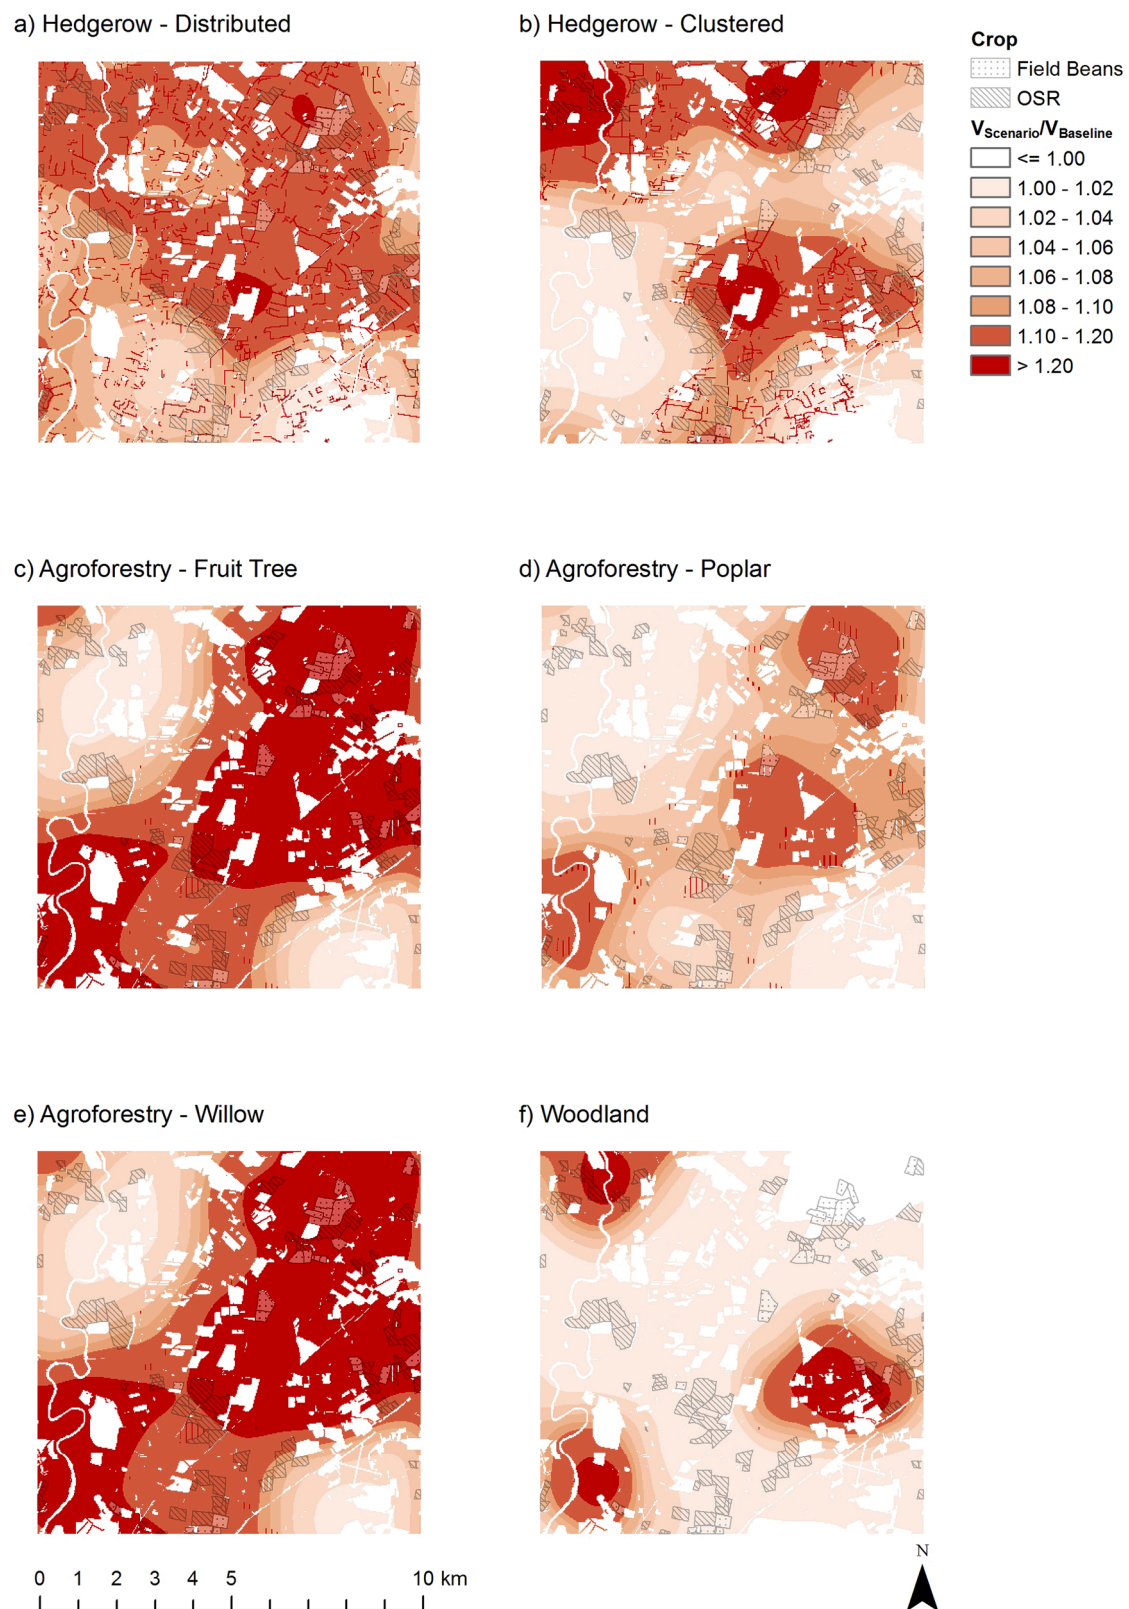 a) Hedgerow - Distributed
b) Hedgerow - Clustered
Crop
Field Beans
OSR
VScenario/VBaseline
<= 1.00
1.00 - 1.02
1.02 - 1.04
1.04 - 1.06
1.06 - 1.08
1.08 - 1.10
1.10 - 1.20
> 1.20
c) Agroforestry - Fruit Tree
d) Agroforestry - Poplar
e) Agroforestry - Willow
f) Woodland
N
0 1 2 3 4 5 10 km